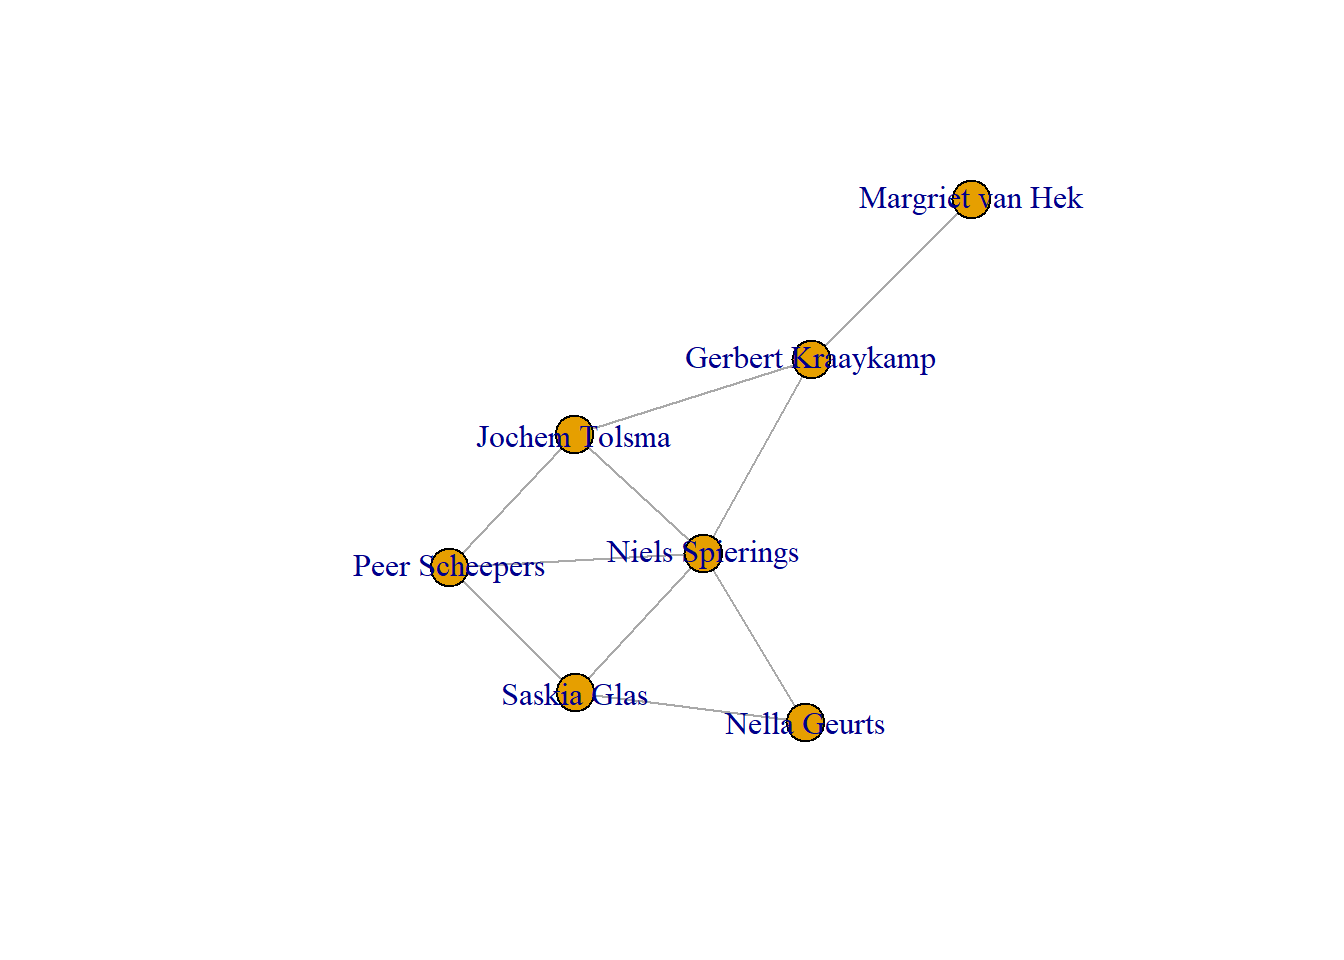 Margriet van Hek
Gerbert Kraaykamp
Jochem Tolsma
Niels Spierings
Peer Scheepers
Saskia Glas
Nella Geurts